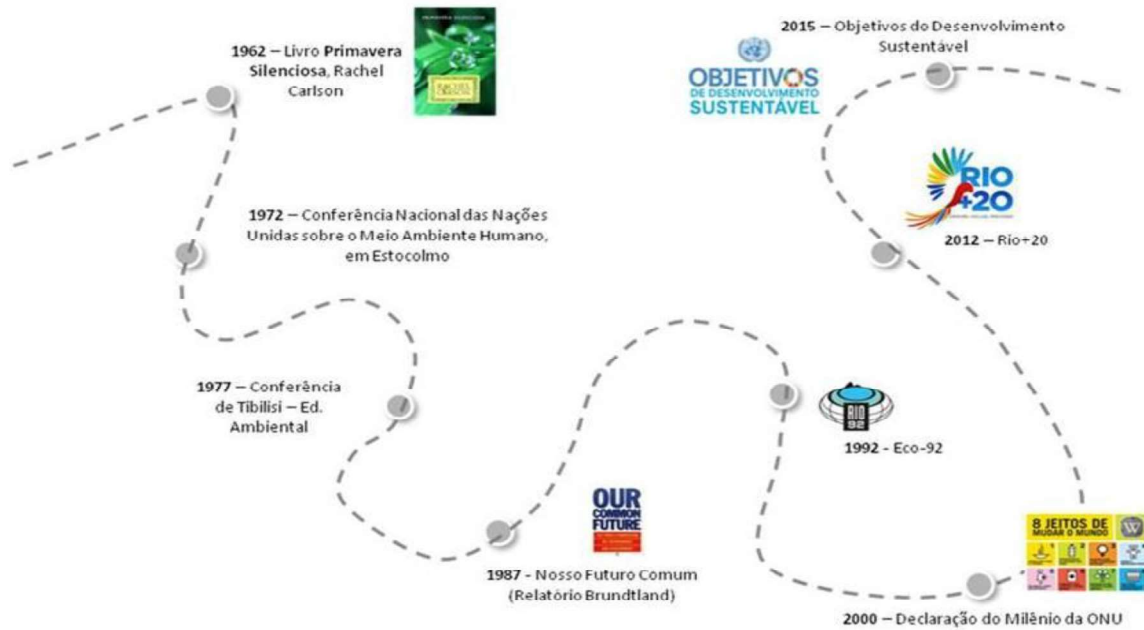 1962 – Livro Primavera
Silenciosa, Rachel
Carlson
1972 – Conferência Nacional das Nações
Unidas sobre o Meio Ambiente Humano,
em Estocolmo
1977 – Conferência
de Tibilisi – Ed.
Ambiental
OUR
COMMON
FUTURE
1987 - Nosso Futuro Comum
(Relatório Brundtland)
RIO
92
1992 - Eco-92
8 JEITOS DE
MUDAR O MUNDO
W
2000 – Declaração do Milênio da ONU
RIO
+20
2012 – Rio+20
2015 – Objetivos do Desenvolvimento
Sustentável
OBJETIVOS
DE DESENVOLVIMENTO
SUSTENTÁVEL